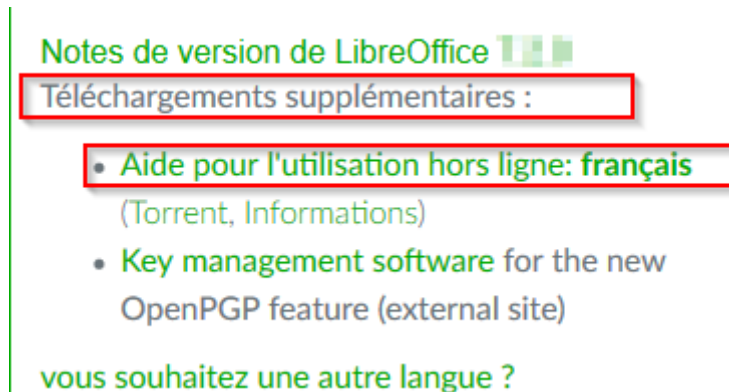 Notes de version de LibreOffice
Téléchargements supplémentaires :
• Aide pour l'utilisation hors ligne: français
(Torrent, Informations)
• Key management software for the new
OpenPGP feature (external site)
vous souhaitez une autre langue ?